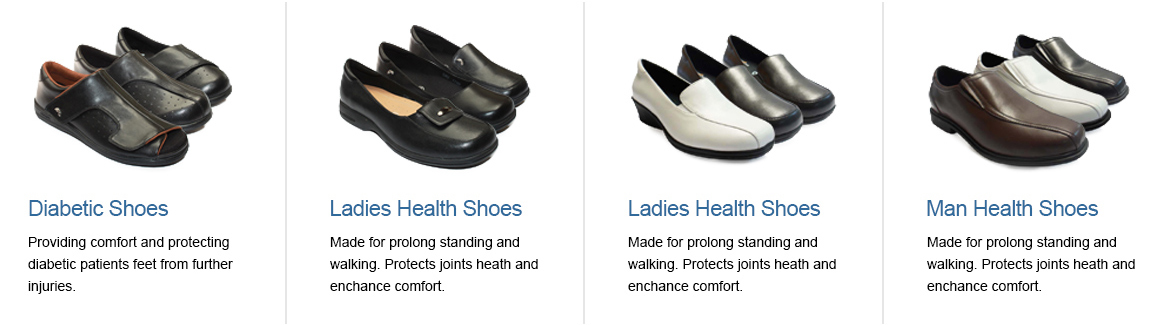 Diabetic Shoes
Providing comfort and protecting
diabetic patients feet from further
injuries.
Ladies Health Shoes
Made for prolong standing and
walking. Protects joints heath and
enchance comfort.
Ladies Health Shoes
Made for prolong standing and
walking. Protects joints heath and
enchance comfort.
Man Health Shoes
Made for prolong standing and
walking. Protects joints heath and
enchance comfort.